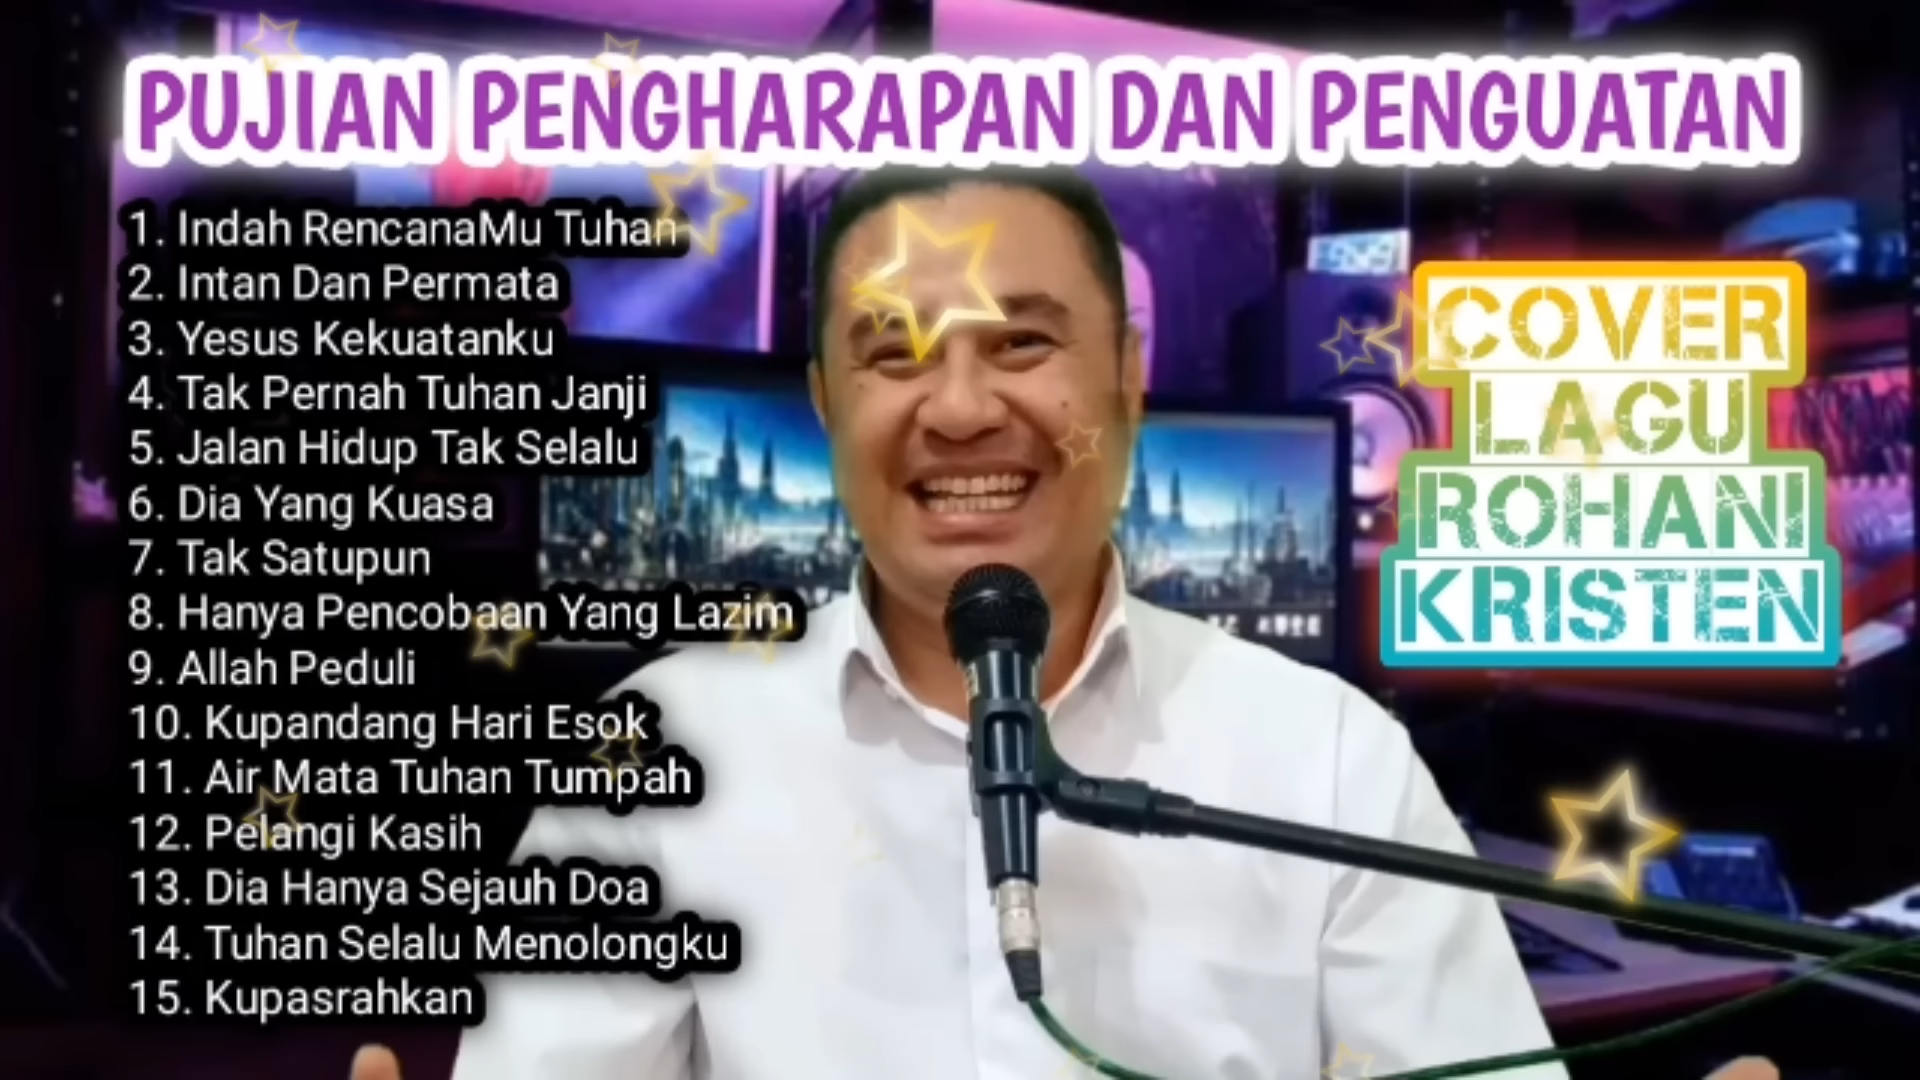 PUJIAN PENGHARAPAN DAN PENGUATAN
1. Indah RencanaMu Tuhan
2. Intan Dan Permata
3. Yesus Kekuatanku
4. Tak Pernah Tuhan Janji
5. Jalan Hidup Tak Selalu
6. Dia Yang Kuasa
7. Tak Satupun
8. Hanya Pencobaan Yang Lazim
9. Allah Peduli
10. Kupandang Hari Esok
11. Air Mata Tuhan Tumpah
12. Pelangi Kasih
13. Dia Hanya Sejauh Doa
14. Tuhan Selalu Menolongku
15. Kupasrahkan
COVER
LAGU
ROHANI
KRISTEN